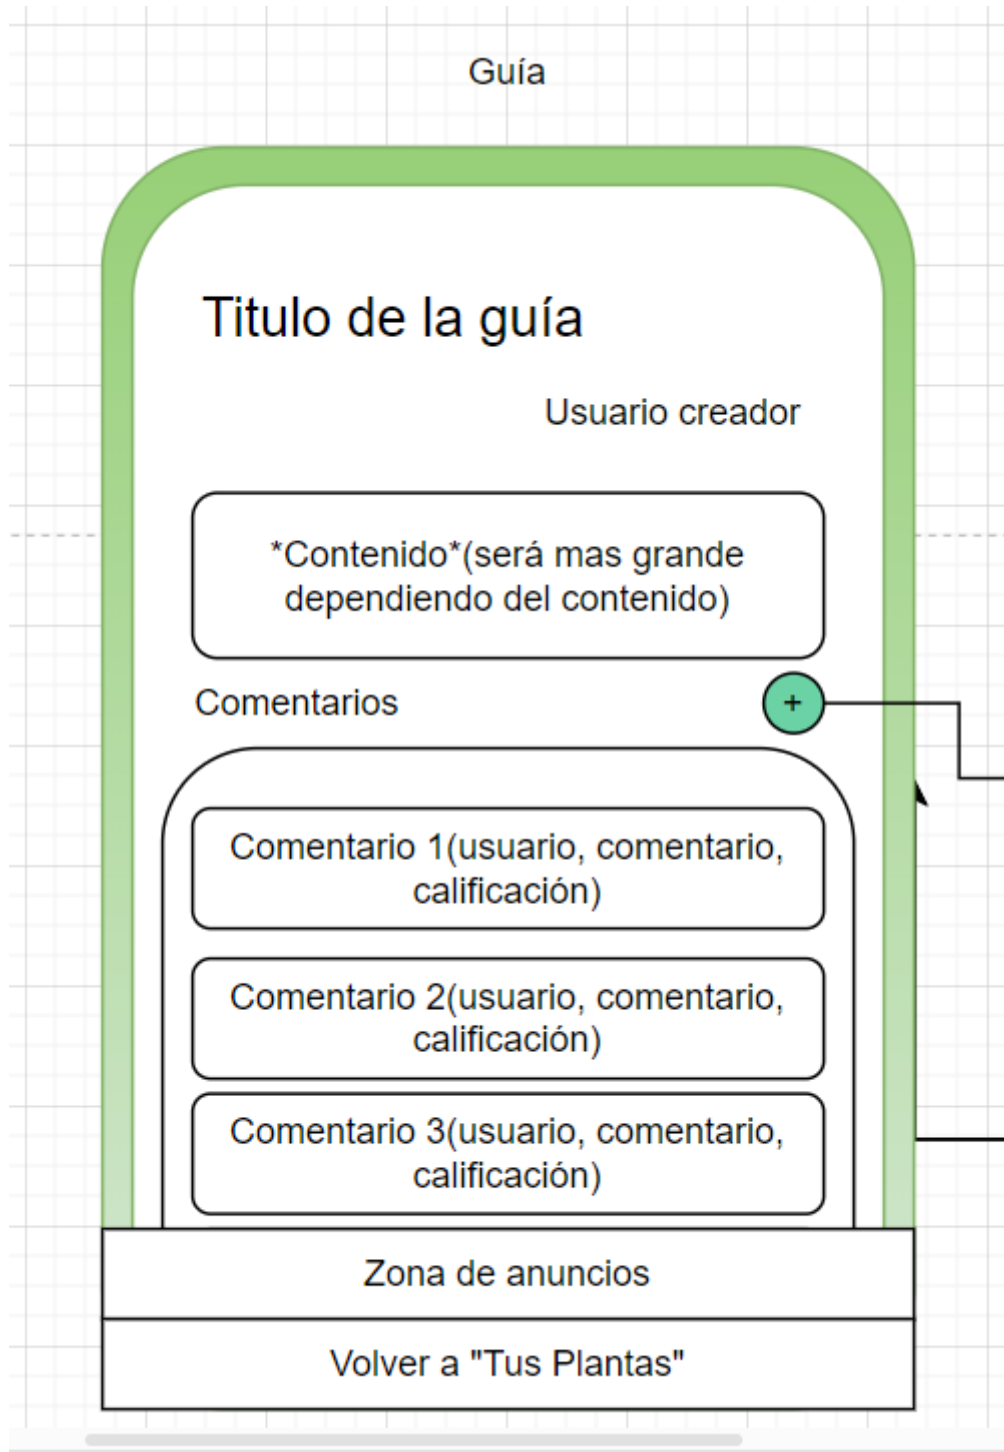 Guía
Titulo de la guía
Usuario creador
*Contenido*(será mas grande
dependiendo del contenido)
Comentarios
+
Comentario 1(usuario, comentario,
calificación)
Comentario 2(usuario, comentario,
calificación)
Comentario 3(usuario, comentario,
calificación)
Zona de anuncios
Volver a "Tus Plantas"